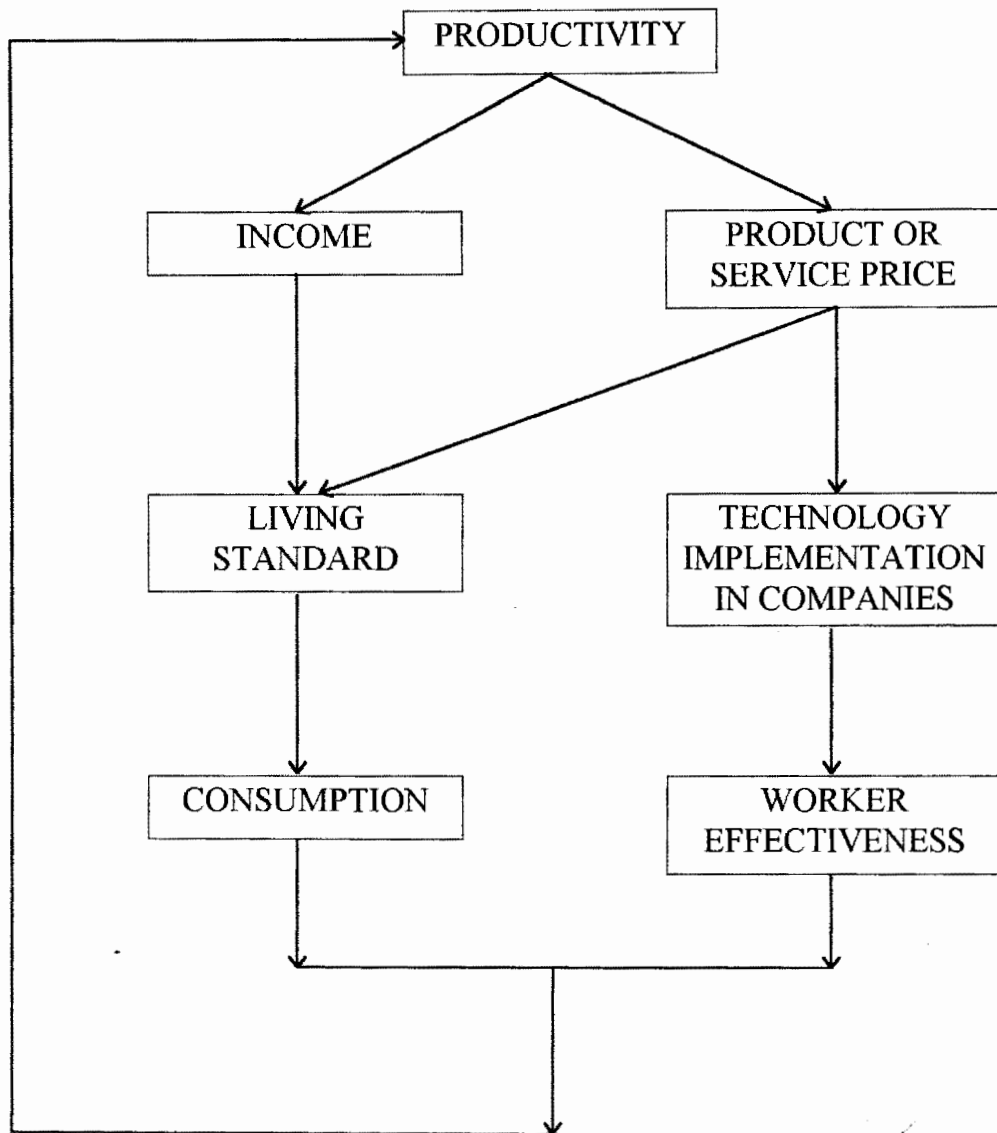 PRODUCTIVITY
INCOME
PRODUCT OR
SERVICE PRICE
LIVING
STANDARD
TECHNOLOGY
IMPLEMENTATION
IN COMPANIES
CONSUMPTION
WORKER
EFFECTIVENESS